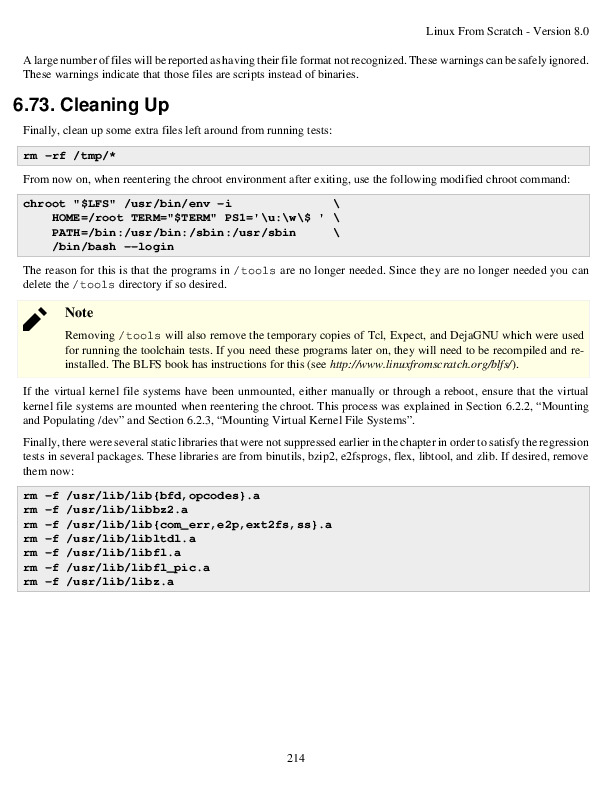 Linux From Scratch - Version 8.0
A large number of files will be reported as having their file format not recognized. These warnings can be safely ignored.
These warnings indicate that those files are scripts instead of binaries.
6.73. Cleaning Up
Finally, clean up some extra files left around from running tests:
rm -rf /tmp/*
From now on, when reentering the chroot environment after exiting, use the following modified chroot command:
chroot "$LFS" /usr/bin/env -i              \
    HOME=/root TERM="$TERM" PS1='\u:\w\$ ' \
    PATH=/bin:/usr/bin:/sbin:/usr/sbin     \
    /bin/bash --login
The reason for this is that the programs in /tools are no longer needed. Since they are no longer needed you can
delete the /tools directory if so desired.
Note
Removing /tools will also remove the temporary copies of Tcl, Expect, and DejaGNU which were used
for running the toolchain tests. If you need these programs later on, they will need to be recompiled and re-
installed. The BLFS book has instructions for this (see http://www.linuxfromscratch.org/blfs/).
If the virtual kernel file systems have been unmounted, either manually or through a reboot, ensure that the virtual
kernel file systems are mounted when reentering the chroot. This process was explained in Section 6.2.2, “Mounting
and Populating /dev” and Section 6.2.3, “Mounting Virtual Kernel File Systems”.
Finally, there were several static libraries that were not suppressed earlier in the chapter in order to satisfy the regression
tests in several packages. These libraries are from binutils, bzip2, e2fsprogs, flex, libtool, and zlib. If desired, remove
them now:
rm -f /usr/lib/lib{bfd,opcodes}.a
rm -f /usr/lib/libbz2.a
rm -f /usr/lib/lib{com_err,e2p,ext2fs,ss}.a
rm -f /usr/lib/libltdl.a
rm -f /usr/lib/libfl.a
rm -f /usr/lib/libfl_pic.a
rm -f /usr/lib/libz.a
214